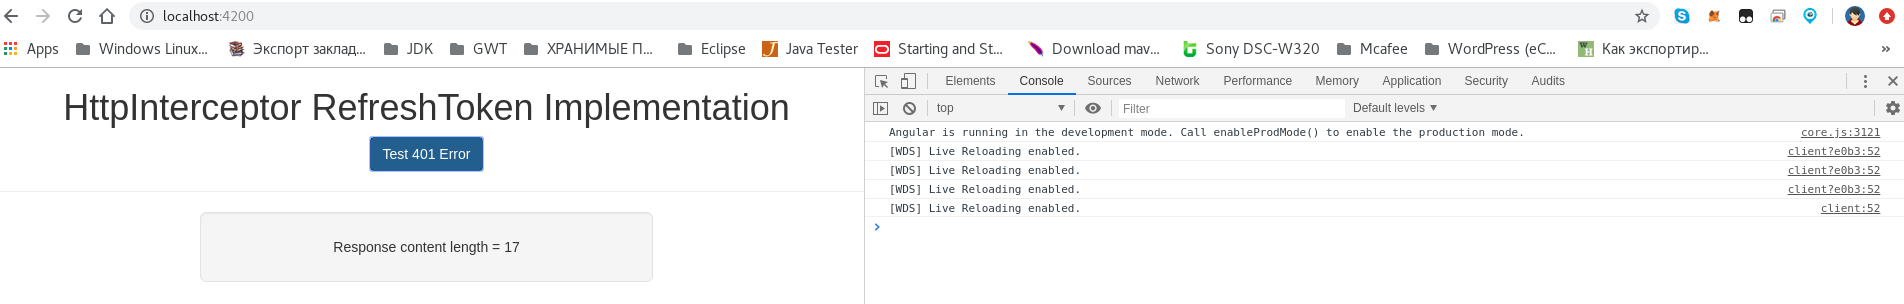 localhost:4200
Apps Windows Linux... Экспорт заклад... JDK GWT ХРАНИМЫЕ П... Eclipse Java Tester Starting and St... Download mav... Sony DSC-W320 Mcafee WordPress (eC... Как экспортир... »
HttpInterceptor RefreshToken Implementation
Test 401 Error
Response content length = 17
Elements Console Sources Network Performance Memory Application Security Audits
top Filter Default levels
Angular is running in the development mode. Call enableProdMode() to enable the production mode. core.js:3121
[WDS] Live Reloading enabled. client?e0b3:52
[WDS] Live Reloading enabled. client?e0b3:52
[WDS] Live Reloading enabled. client?e0b3:52
[WDS] Live Reloading enabled. client:52